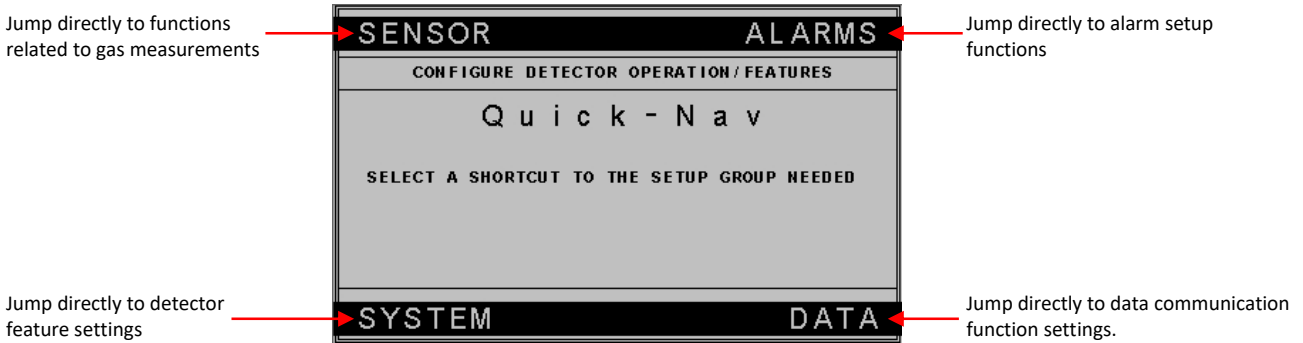 Jump directly to functions
related to gas measurements
SENSOR
ALARMS
Jump directly to alarm setup
functions
CONFIGURE DETECTOR OPERATION/FEATURES
Quick-Nav
SELECT A SHORTCUT TO THE SETUP GROUP NEEDED
Jump directly to detector
feature settings
SYSTEM
DATA
Jump directly to data communication
function settings.